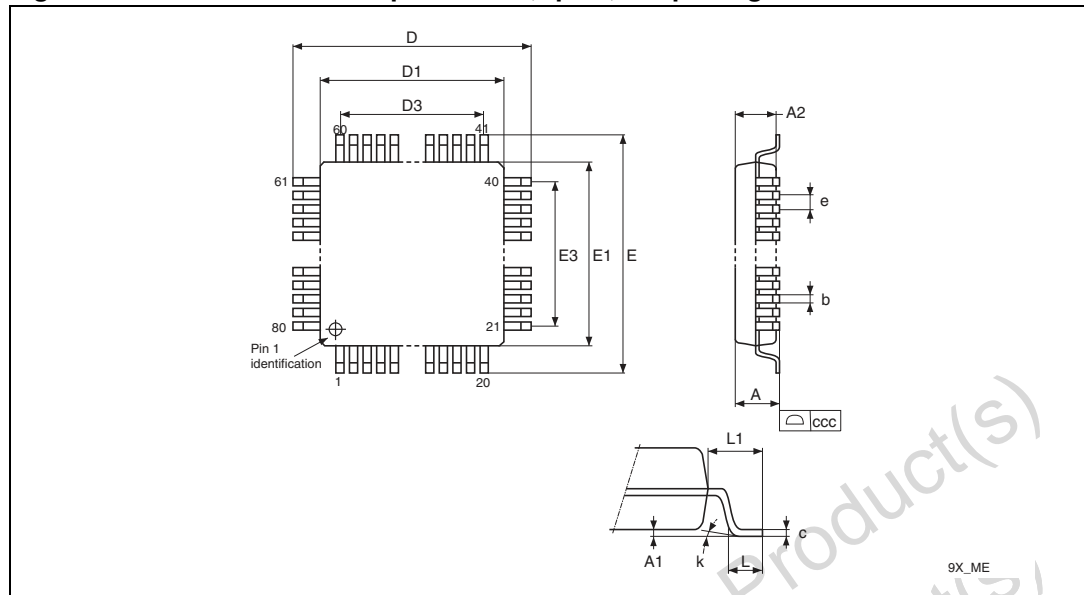 D
D1
D3
60
41
61
40
E3
E1
E
80
21
Pin 1
identification
1
20
A2
e
b
A
ccc
L1
c
A1
k
L
9X_ME
Product(s)